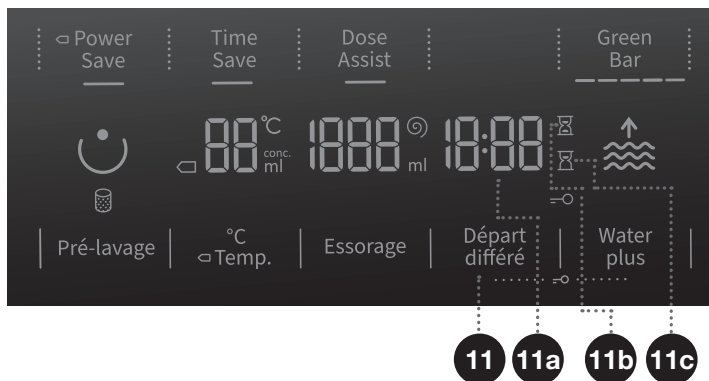 Power Save
Time Save
Dose Assist
Green Bar
88 °C
conc.
ml
1888
ml
18:88
Pré-lavage
°C
Temp.
Essorage
Départ différé
Water plus
11 11a 11b 11c